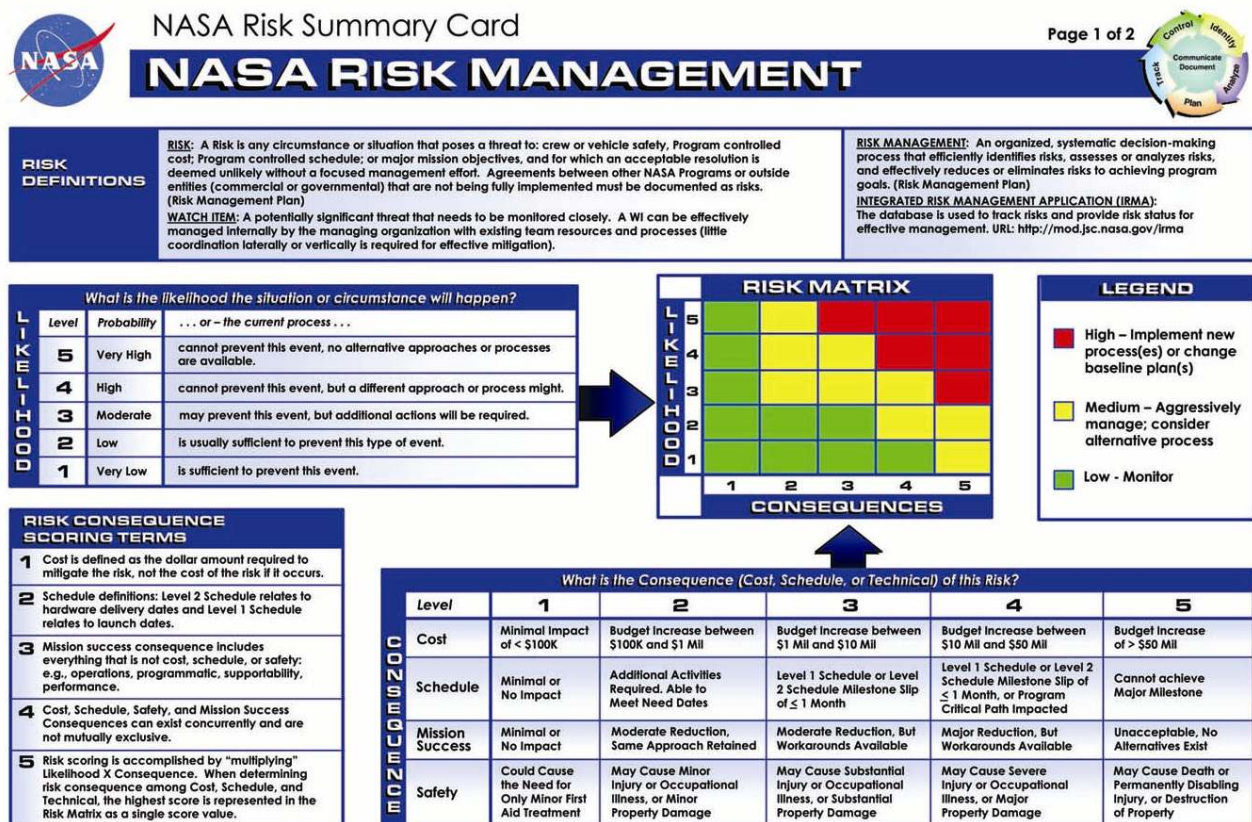 NASA
NASA Risk Summary Card
NASA RISK MANAGEMENT
Page 1 of 2
Control
Identify
Analyze
Plan
Track
Communicate
Document
RISK
DEFINITIONS
RISK: A Risk is any circumstance or situation that poses a threat to: crew or vehicle safety, Program controlled
cost; Program controlled schedule; or major mission objectives, and for which an acceptable resolution is
deemed unlikely without a focused management effort. Agreements between other NASA Programs or outside
entities (commercial or governmental) that are not being fully implemented must be documented as risks.
(Risk Management Plan)
WATCH ITEM: A potentially significant threat that needs to be monitored closely. A WI can be effectively
managed internally by the managing organization with existing team resources and processes (little
coordination laterally or vertically is required for effective mitigation).
RISK MANAGEMENT: An organized, systematic decision-making
process that efficiently identifies risks, assesses or analyzes risks,
and effectively reduces or eliminates risks to achieving program
goals. (Risk Management Plan)
INTEGRATED RISK MANAGEMENT APPLICATION (IRMA):
The database is used to track risks and provide risk status for
effective management. URL: http://mod.jsc.nasa.gov/irma
LIKELIHOOD
What is the likelihood the situation or circumstance will happen?
Level Probability . . . or – the current process . . .
5 Very High cannot prevent this event, no alternative approaches or processes
are available.
4 High cannot prevent this event, but a different approach or process might.
3 Moderate may prevent this event, but additional actions will be required.
2 Low is usually sufficient to prevent this type of event.
1 Very Low is sufficient to prevent this event.
RISK MATRIX
LIKELIHOOD
5
4
3
2
1
1 2 3 4 5
CONSEQUENCES
LEGEND
High – Implement new
process(es) or change
baseline plan(s)
Medium – Aggressively
manage; consider
alternative process
Low - Monitor
RISK CONSEQUENCE
SCORING TERMS
1 Cost is defined as the dollar amount required to
mitigate the risk, not the cost of the risk if it occurs.
2 Schedule definitions: Level 2 Schedule relates to
hardware delivery dates and Level 1 Schedule
relates to launch dates.
3 Mission success consequence includes
everything that is not cost, schedule, or safety:
e.g., operations, programmatic, supportability,
performance.
4 Cost, Schedule, Safety, and Mission Success
Consequences can exist concurrently and are
not mutually exclusive.
5 Risk scoring is accomplished by "multiplying"
Likelihood X Consequence. When determining
risk consequence among Cost, Schedule, and
Technical, the highest score is represented in the
Risk Matrix as a single score value.
CONSEQUENCE
What is the Consequence (Cost, Schedule, or Technical) of this Risk?
Level 1 2 3 4 5
Cost
Minimal Impact
of < $100K
Budget Increase between
$100K and $1 Mil
Budget Increase between
$1 Mil and $10 Mil
Budget Increase between
$10 Mil and $50 Mil
Budget Increase
of > $50 Mil
Schedule
Minimal or
No Impact
Additional Activities
Required. Able to
Meet Need Dates
Level 1 Schedule or Level
2 Schedule Milestone Slip
of ≤ 1 Month
Level 1 Schedule or Level 2
Schedule Milestone Slip of
≤ 1 Month, or Program
Critical Path Impacted
Cannot achieve
Major Milestone
Mission
Success
Minimal or
No Impact
Moderate Reduction,
Same Approach Retained
Moderate Reduction, But
Workarounds Available
Major Reduction, But
Workarounds Available
Unacceptable, No
Alternatives Exist
Safety
Could Cause
the Need for
Only Minor First
Aid Treatment
May Cause Minor
Injury or Occupational
Illness, or Minor
Property Damage
May Cause Substantial
Injury or Occupational
Illness, or Substantial
Property Damage
May Cause Severe
Injury or Occupational
Illness, or Major
Property Damage
May Cause Death or
Permanently Disabling
Injury, or Destruction
of Property